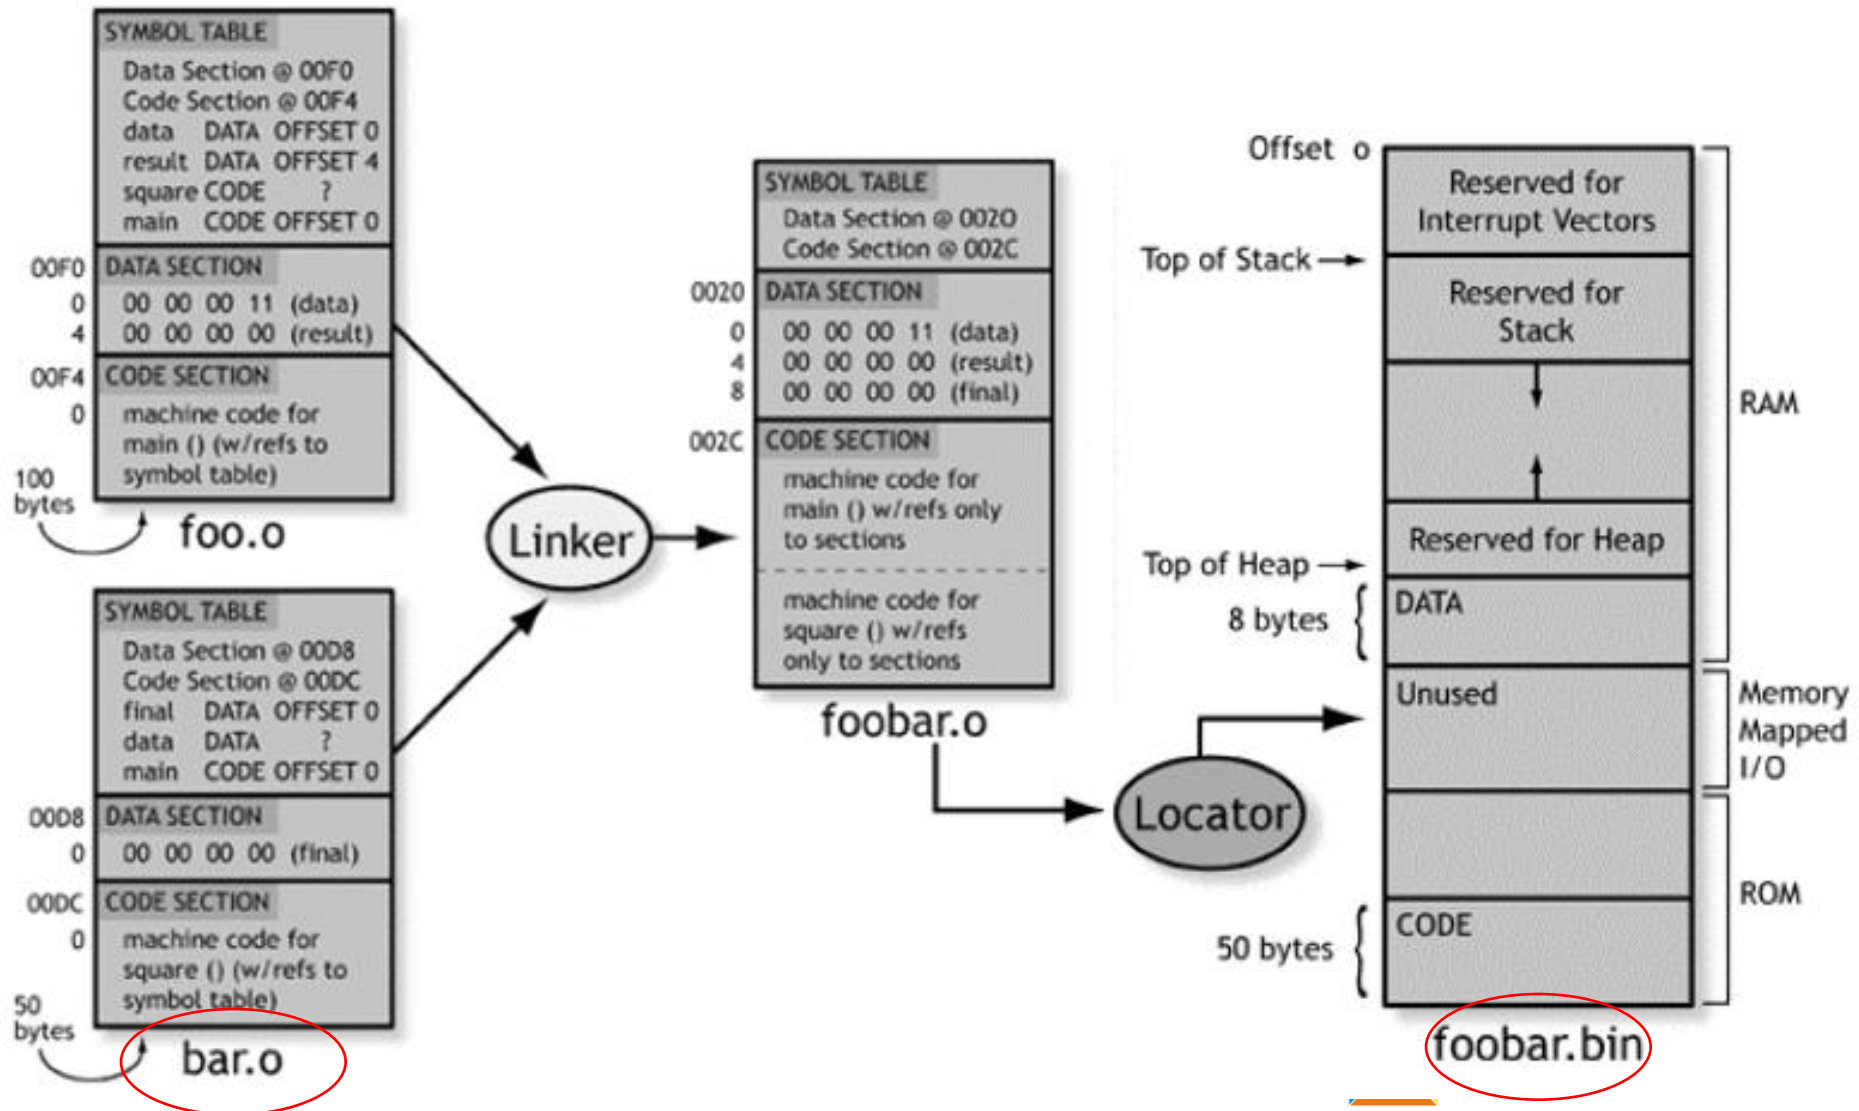 SYMBOL TABLE
Data Section @ 00F0
Code Section @ 00F4
data DATA OFFSET 0
result DATA OFFSET 4
square CODE ?
main CODE OFFSET 0
00F0 DATA SECTION
0 00 00 00 11 (data)
4 00 00 00 00 (result)
00F4 CODE SECTION
0 machine code for
main () (w/refs to
symbol table)
100
bytes
foo.o
SYMBOL TABLE
Data Section @ 00D8
Code Section @ 00DC
final DATA OFFSET 0
data DATA ?
main CODE OFFSET 0
00D8 DATA SECTION
0 00 00 00 00 (final)
00DC CODE SECTION
0 machine code for
square () (w/refs to
symbol table)
50
bytes
bar.o
Linker
SYMBOL TABLE
Data Section @ 0020
Code Section @ 002C
0020 DATA SECTION
0 00 00 00 11 (data)
4 00 00 00 00 (result)
8 00 00 00 00 (final)
002C CODE SECTION
machine code for
main () w/refs only
to sections
machine code for
square () w/refs
only to sections
foobar.o
Locator
Offset 0
Reserved for
Interrupt Vectors
Top of Stack
Reserved for
Stack
RAM
Reserved for Heap
Top of Heap
DATA
8 bytes
Unused
Memory
Mapped
I/O
ROM
CODE
50 bytes
foobar.bin